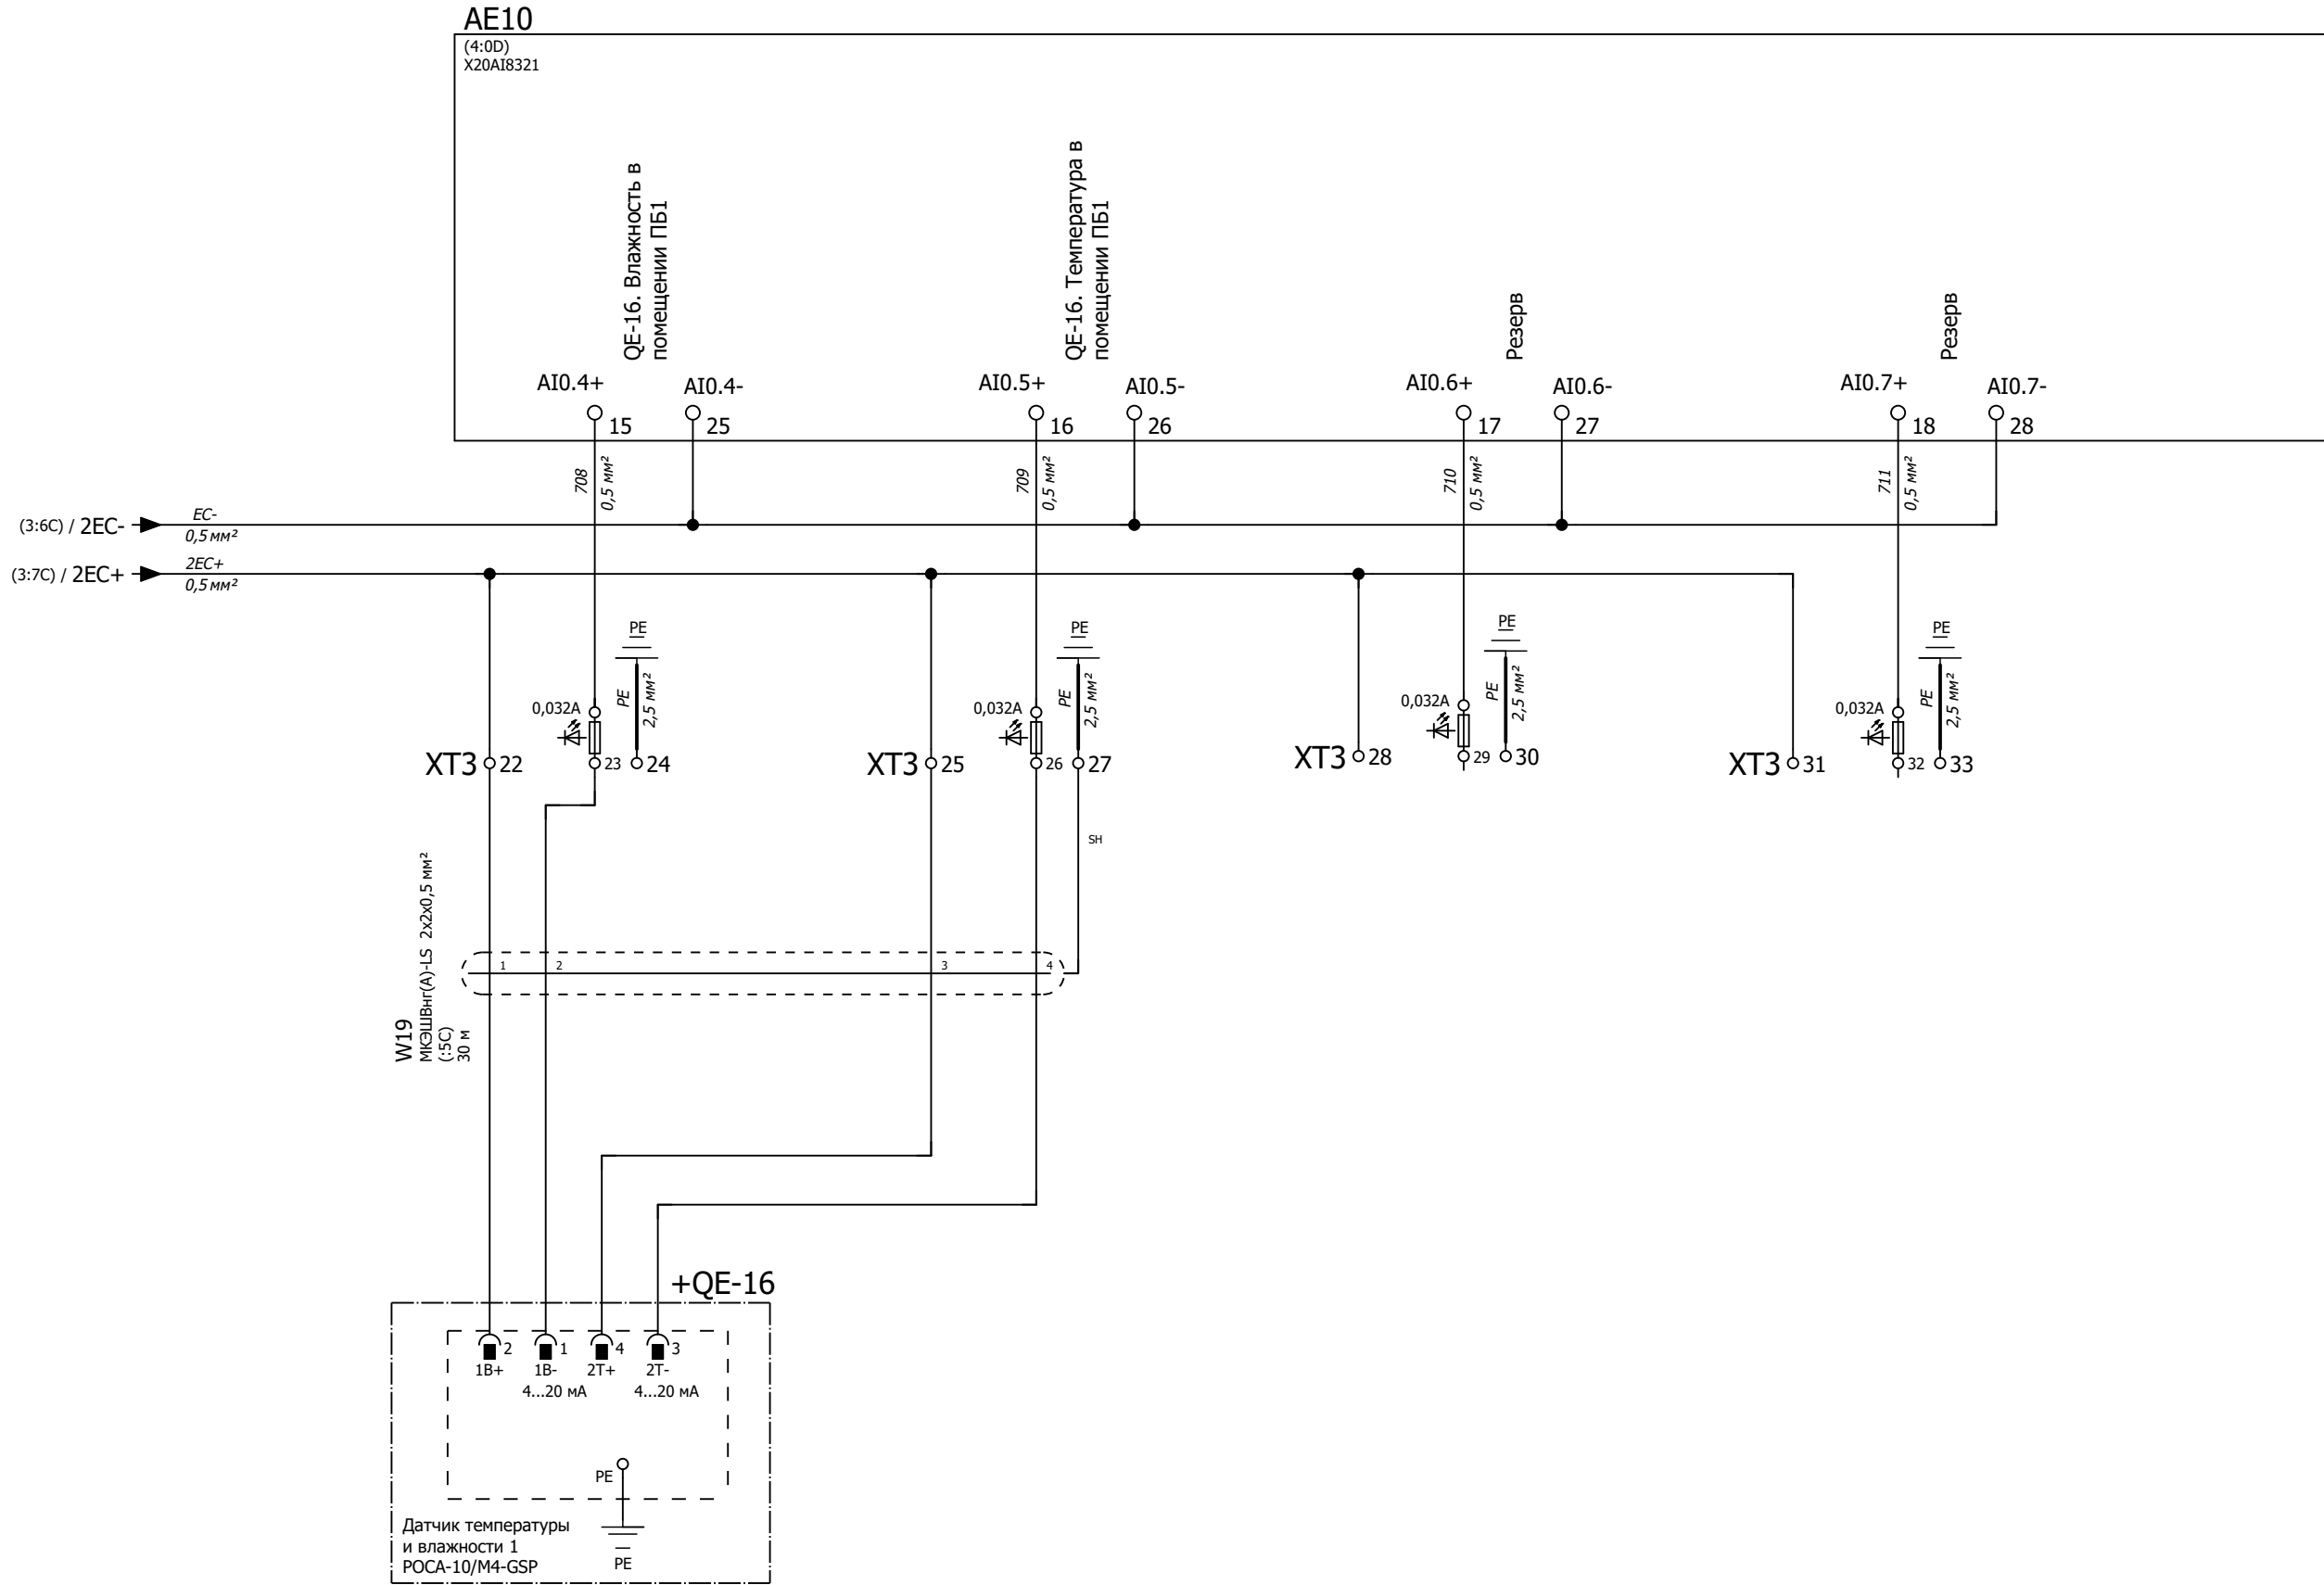 AE10
(4:0D)
X20AI8321
QE-16. Влажность в
помещении ПБ1
QE-16. Температура в
помещении ПБ1
Резерв
Резерв
AI0.4+
AI0.4-
AI0.5+
AI0.5-
AI0.6+
AI0.6-
AI0.7+
AI0.7-
15
25
16
26
17
27
18
28
708
0,5 мм²
709
0,5 мм²
710
0,5 мм²
711
0,5 мм²
(3:6C) / 2EC-
EC-
0,5 мм²
(3:7C) / 2EC+
2EC+
0,5 мм²
PE
PE
PE
PE
0,032A
PE
2,5 мм²
0,032A
PE
2,5 мм²
0,032A
PE
2,5 мм²
0,032A
PE
2,5 мм²
XT3
22
23
24
XT3
25
26
27
XT3
28
29
30
XT3
31
32
33
SH
W19
МКЭШВнг(А)-LS 2x2x0,5 мм²
(:5C)
30 м
1
2
3
4
+QE-16
2
1
4
3
1В+
1В-
2Т+
2Т-
4...20 мА
4...20 мА
PE
Датчик температуры
и влажности 1
РОСА-10/М4-GSP
PE